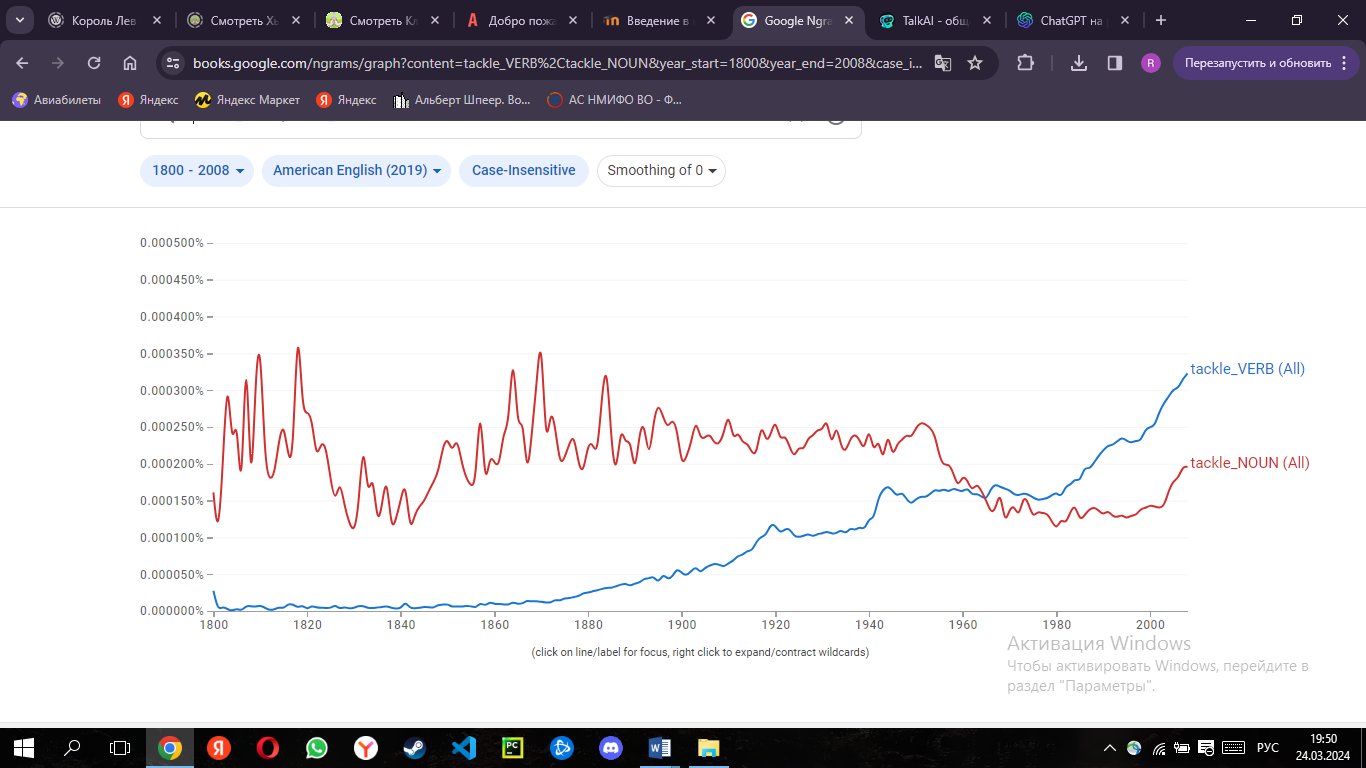 Король Лев
Смотреть Хь
Смотреть Кл
Добро пожа
Введение в
Google Ngra
TalkAI - общ
ChatGPT на
books.google.com/ngrams/graph?content=tackle_VERB%2Ctackle_NOUN&year_start=1800&year_end=2008&case_i...
R
Перезапустить и обновить
Авиабилеты
Яндекс
Яндекс Маркет
Яндекс
Альберт Шпеер. Во...
АС НМИФО ВО - Ф...
1800 - 2008
American English (2019)
Case-Insensitive
Smoothing of 0
0.000500%
0.000450%
0.000400%
0.000350%
0.000300%
0.000250%
0.000200%
0.000150%
0.000100%
0.000050%
0.000000%
tackle_VERB (All)
tackle_NOUN (All)
1800 1820 1840 1860 1880 1900 1920 1940 1960 1980 2000
(click on line/label for focus, right click to expand/contract wildcards)
Активация Windows
Чтобы активировать Windows, перейдите в
раздел "Параметры".
РУС
19:50
24.03.2024